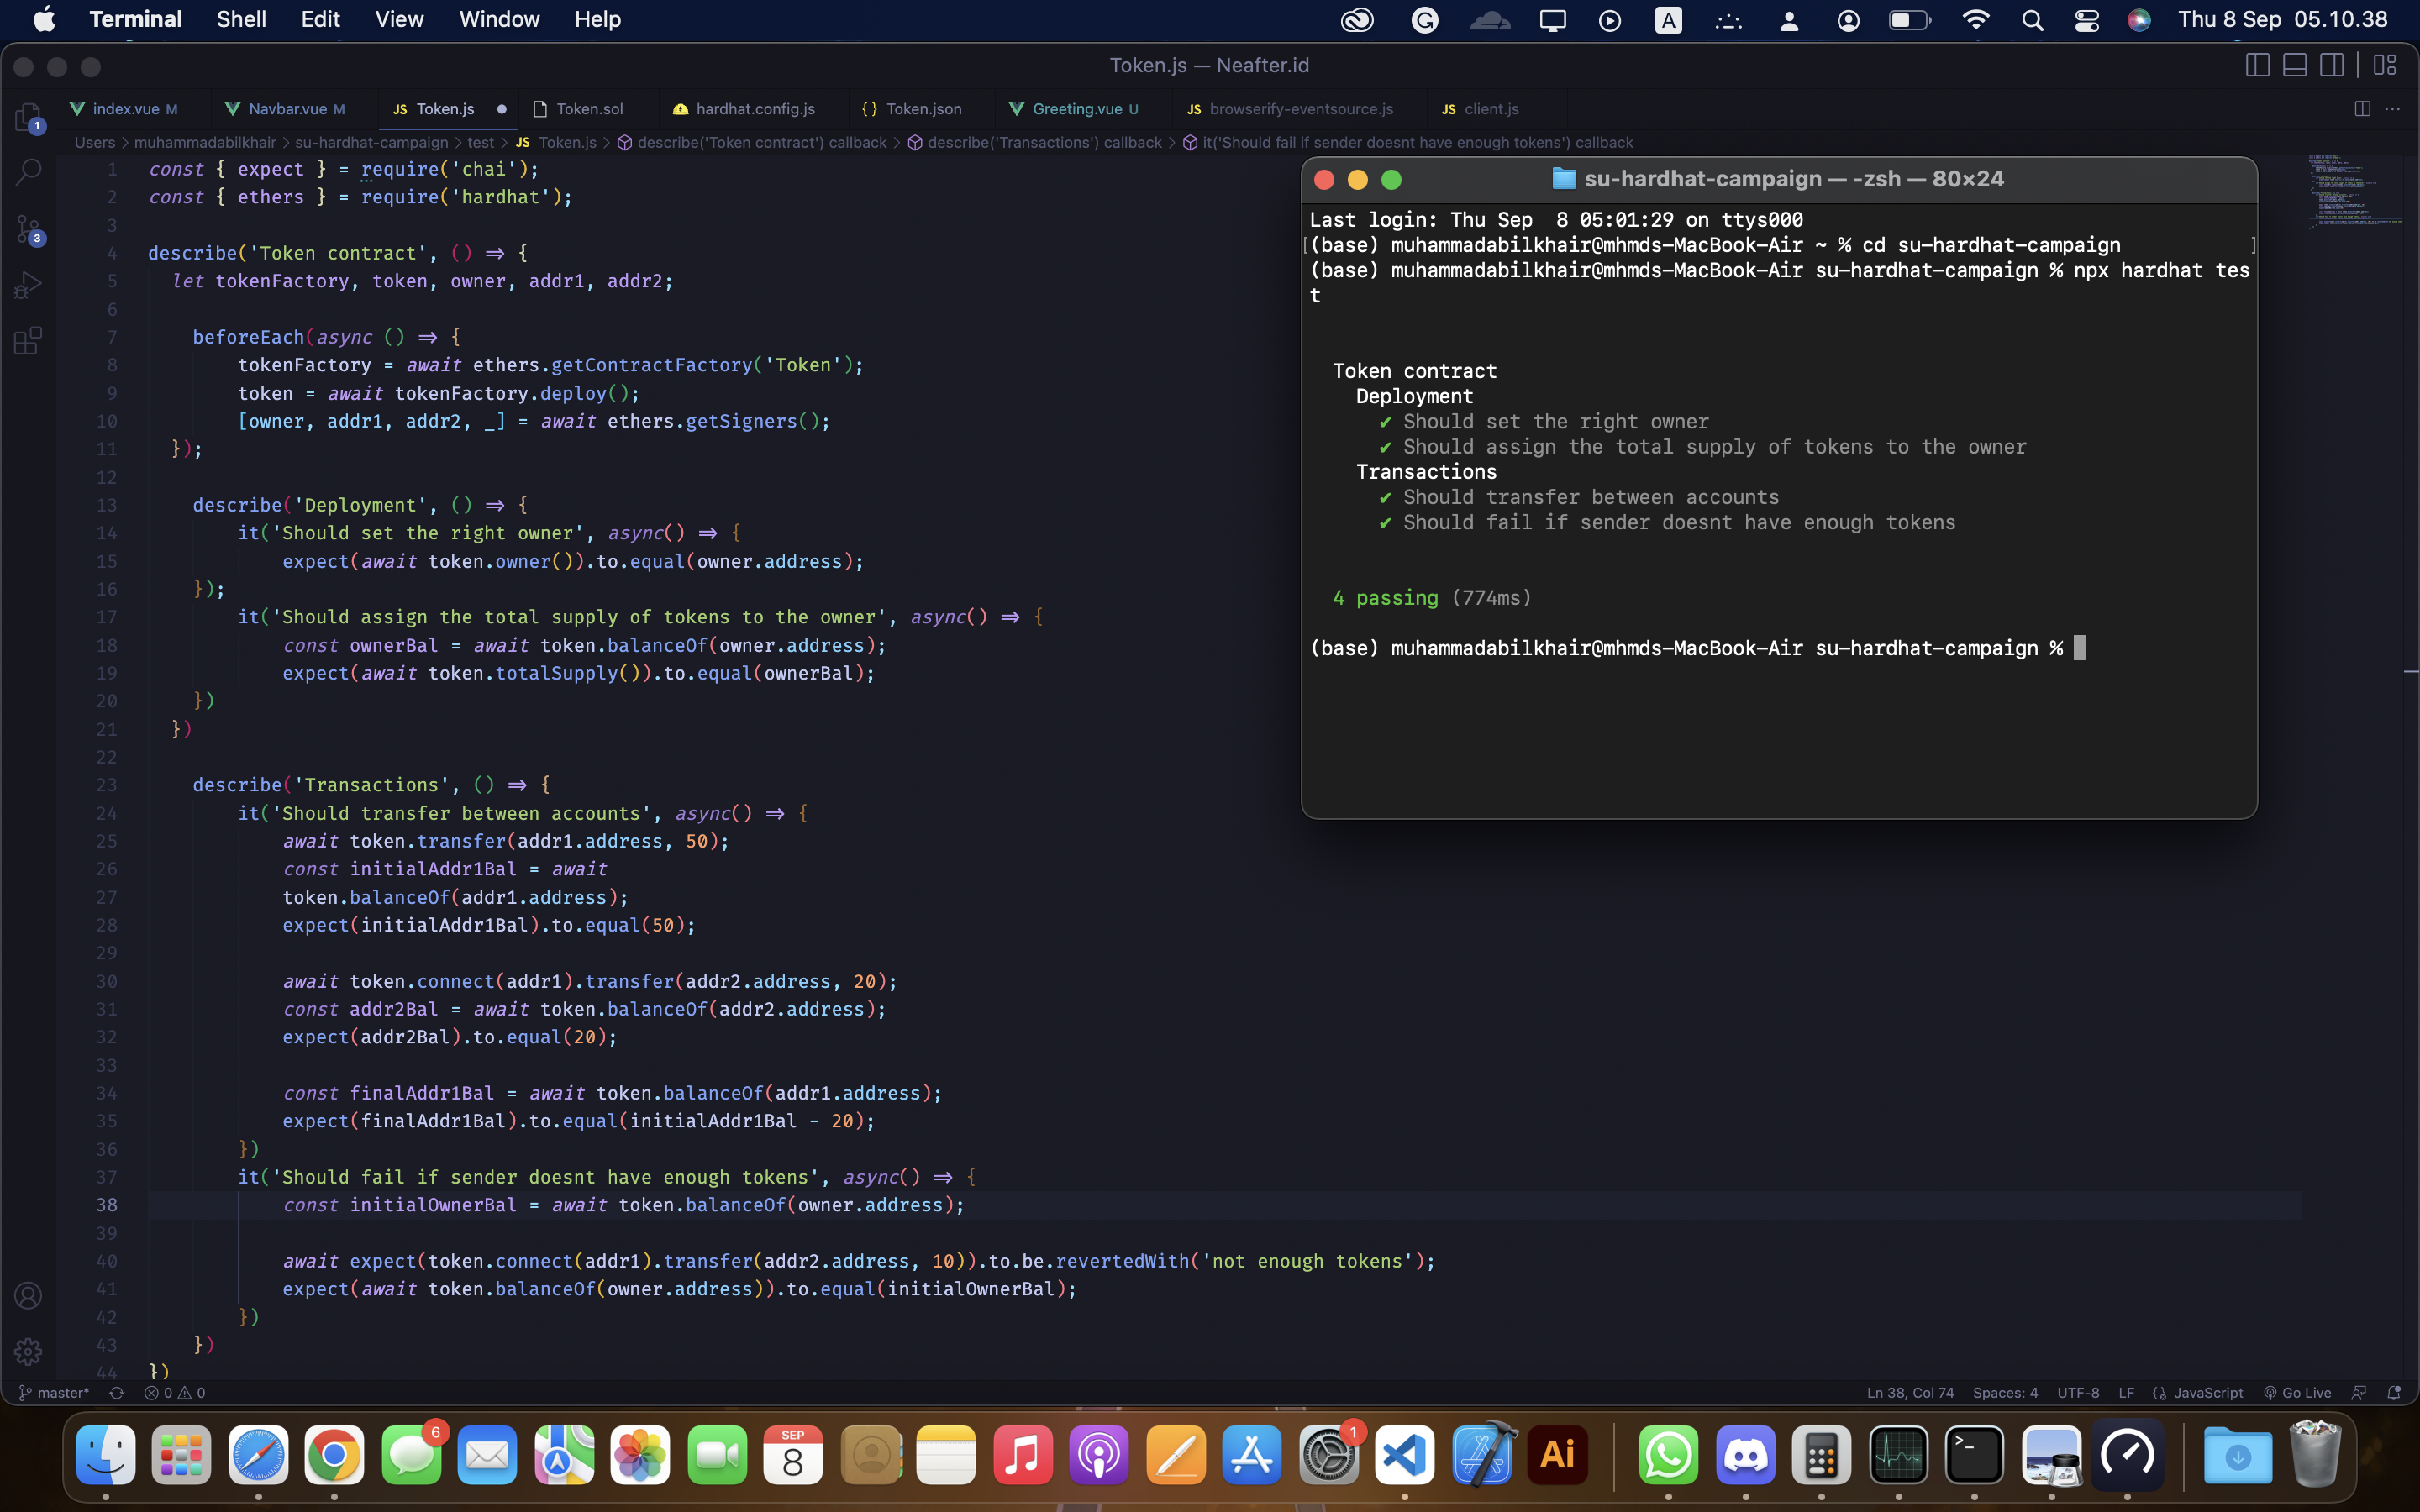 Terminal Shell Edit View Window Help
A
Thu 8 Sep 05.10.38
Token.js — Neafter.id
index.vue M
Navbar.vue M
JS Token.js
Token.sol
hardhat.config.js
{} Token.json
Greeting.vue U
JS browserify-eventsource.js
JS client.js
Users > muhammadabilkhair > su-hardhat-campaign > test > JS Token.js > describe('Token contract') callback > describe('Transactions') callback > it('Should fail if sender doesnt have enough tokens') callback
1
3
1 const { expect } = require('chai');
2 const { ethers } = require('hardhat');
3
4 describe('Token contract', () => {
5 let tokenFactory, token, owner, addr1, addr2;
6
7 beforeEach(async () => {
8 tokenFactory = await ethers.getContractFactory('Token');
9 token = await tokenFactory.deploy();
10 [owner, addr1, addr2, _] = await ethers.getSigners();
11 });
12
13 describe('Deployment', () => {
14 it('Should set the right owner', async() => {
15 expect(await token.owner()).to.equal(owner.address);
16 });
17 it('Should assign the total supply of tokens to the owner', async() => {
18 const ownerBal = await token.balanceOf(owner.address);
19 expect(await token.totalSupply()).to.equal(ownerBal);
20 })
21 })
22
23 describe('Transactions', () => {
24 it('Should transfer between accounts', async() => {
25 await token.transfer(addr1.address, 50);
26 const initialAddr1Bal = await
27 token.balanceOf(addr1.address);
28 expect(initialAddr1Bal).to.equal(50);
29
30 await token.connect(addr1).transfer(addr2.address, 20);
31 const addr2Bal = await token.balanceOf(addr2.address);
32 expect(addr2Bal).to.equal(20);
33
34 const finalAddr1Bal = await token.balanceOf(addr1.address);
35 expect(finalAddr1Bal).to.equal(initialAddr1Bal - 20);
36 })
37 it('Should fail if sender doesnt have enough tokens', async() => {
38 const initialOwnerBal = await token.balanceOf(owner.address);
39
40 await expect(token.connect(addr1).transfer(addr2.address, 10)).to.be.revertedWith('not enough tokens');
41 expect(await token.balanceOf(owner.address)).to.equal(initialOwnerBal);
42 })
43 })
44 })
su-hardhat-campaign — -zsh — 80×24
Last login: Thu Sep  8 05:01:29 on ttys000
[(base) muhammadabilkhair@mhmds-MacBook-Air ~ % cd su-hardhat-campaign ]
(base) muhammadabilkhair@mhmds-MacBook-Air su-hardhat-campaign % npx hardhat tes
t
Token contract
Deployment
✔ Should set the right owner
✔ Should assign the total supply of tokens to the owner
Transactions
✔ Should transfer between accounts
✔ Should fail if sender doesnt have enough tokens
4 passing (774ms)
(base) muhammadabilkhair@mhmds-MacBook-Air su-hardhat-campaign %
master* 0 0
Ln 38, Col 74 Spaces: 4 UTF-8 LF {} JavaScript Go Live
6
SEP
8
1
Ai
>_